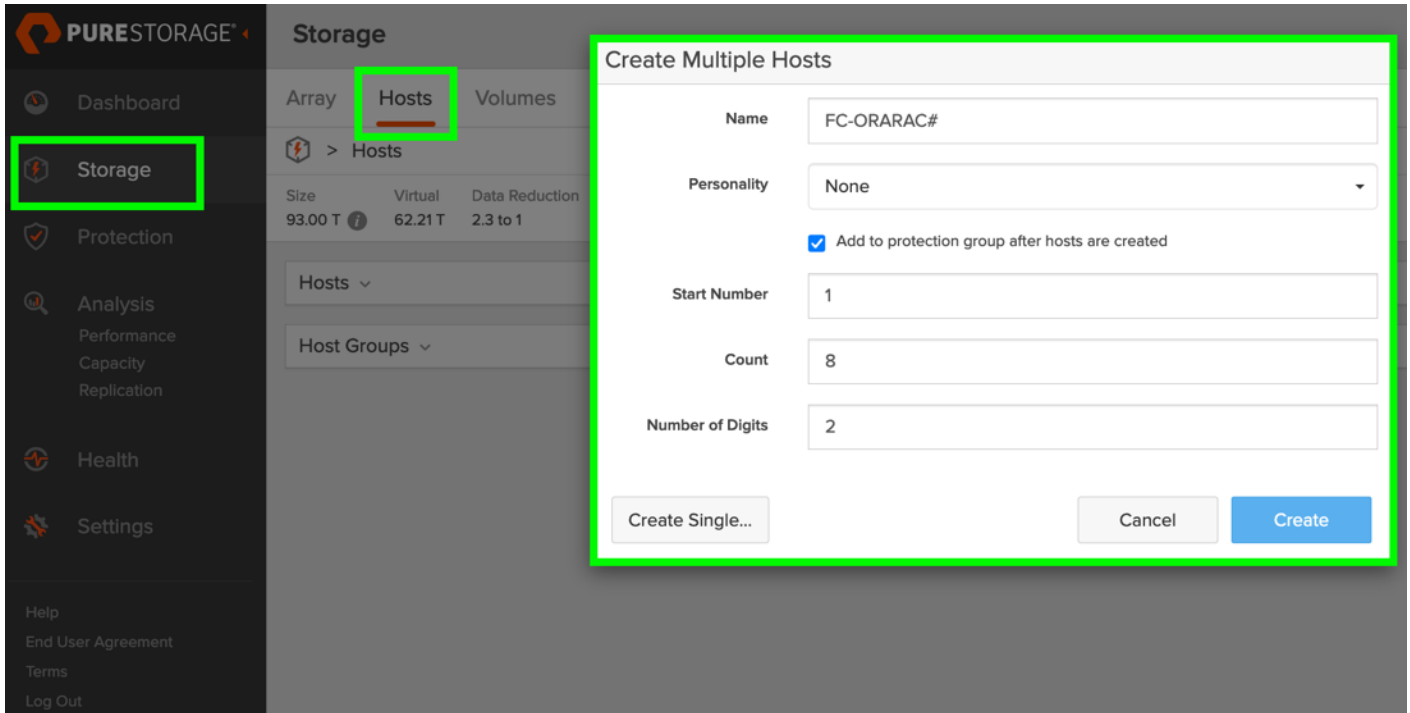 PURESTORAGE®
Dashboard
Storage
Protection
Analysis
Performance
Capacity
Replication
Health
Settings
Help
End User Agreement
Terms
Log Out
Storage
Array Hosts Volumes
> Hosts
Size Virtual Data Reduction
93.00 T i 62.21 T 2.3 to 1
Hosts
Host Groups
Create Multiple Hosts
Name FC-ORARAC#
Personality None
Add to protection group after hosts are created
Start Number 1
Count 8
Number of Digits 2
Create Single... Cancel Create